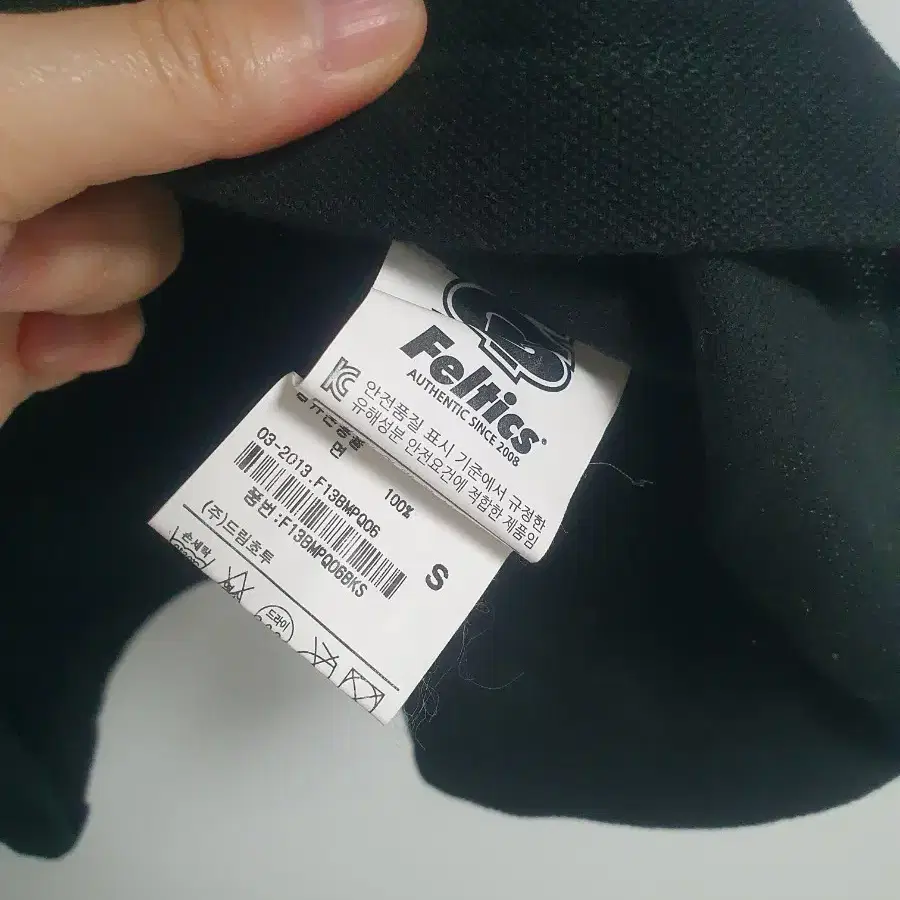 Feltics
AUTHENTIC SINCE 2008
안전품질 표시 기준에서 규정한
유해성분 안전요건에 적합한 제품임
면 100%
03-2013.F13BMPQ06
품번:F13BMPQ06BKS
S
(주)드림호투
손세탁
드라이